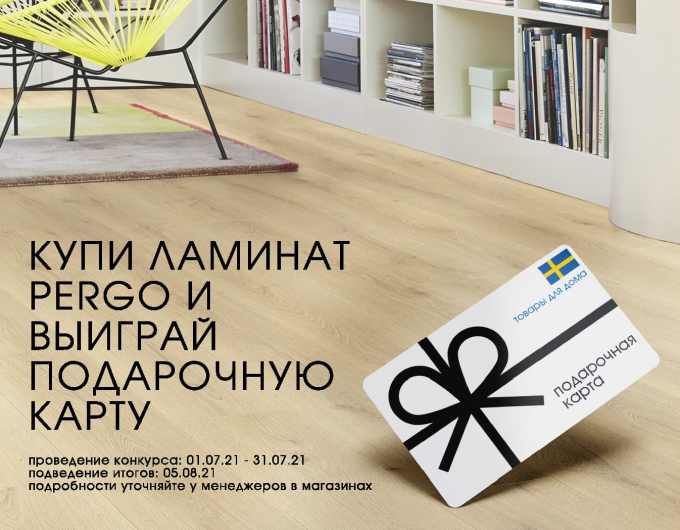 КУПИ ЛАМИНАТ
PERGO И
ВЫИГРАЙ
ПОДАРОЧНУЮ
КАРТУ
проведение конкурса: 01.07.21 - 31.07.21
подведение итогов: 05.08.21
подробности уточняйте у менеджеров в магазинах
товары для дома
подарочная
карта